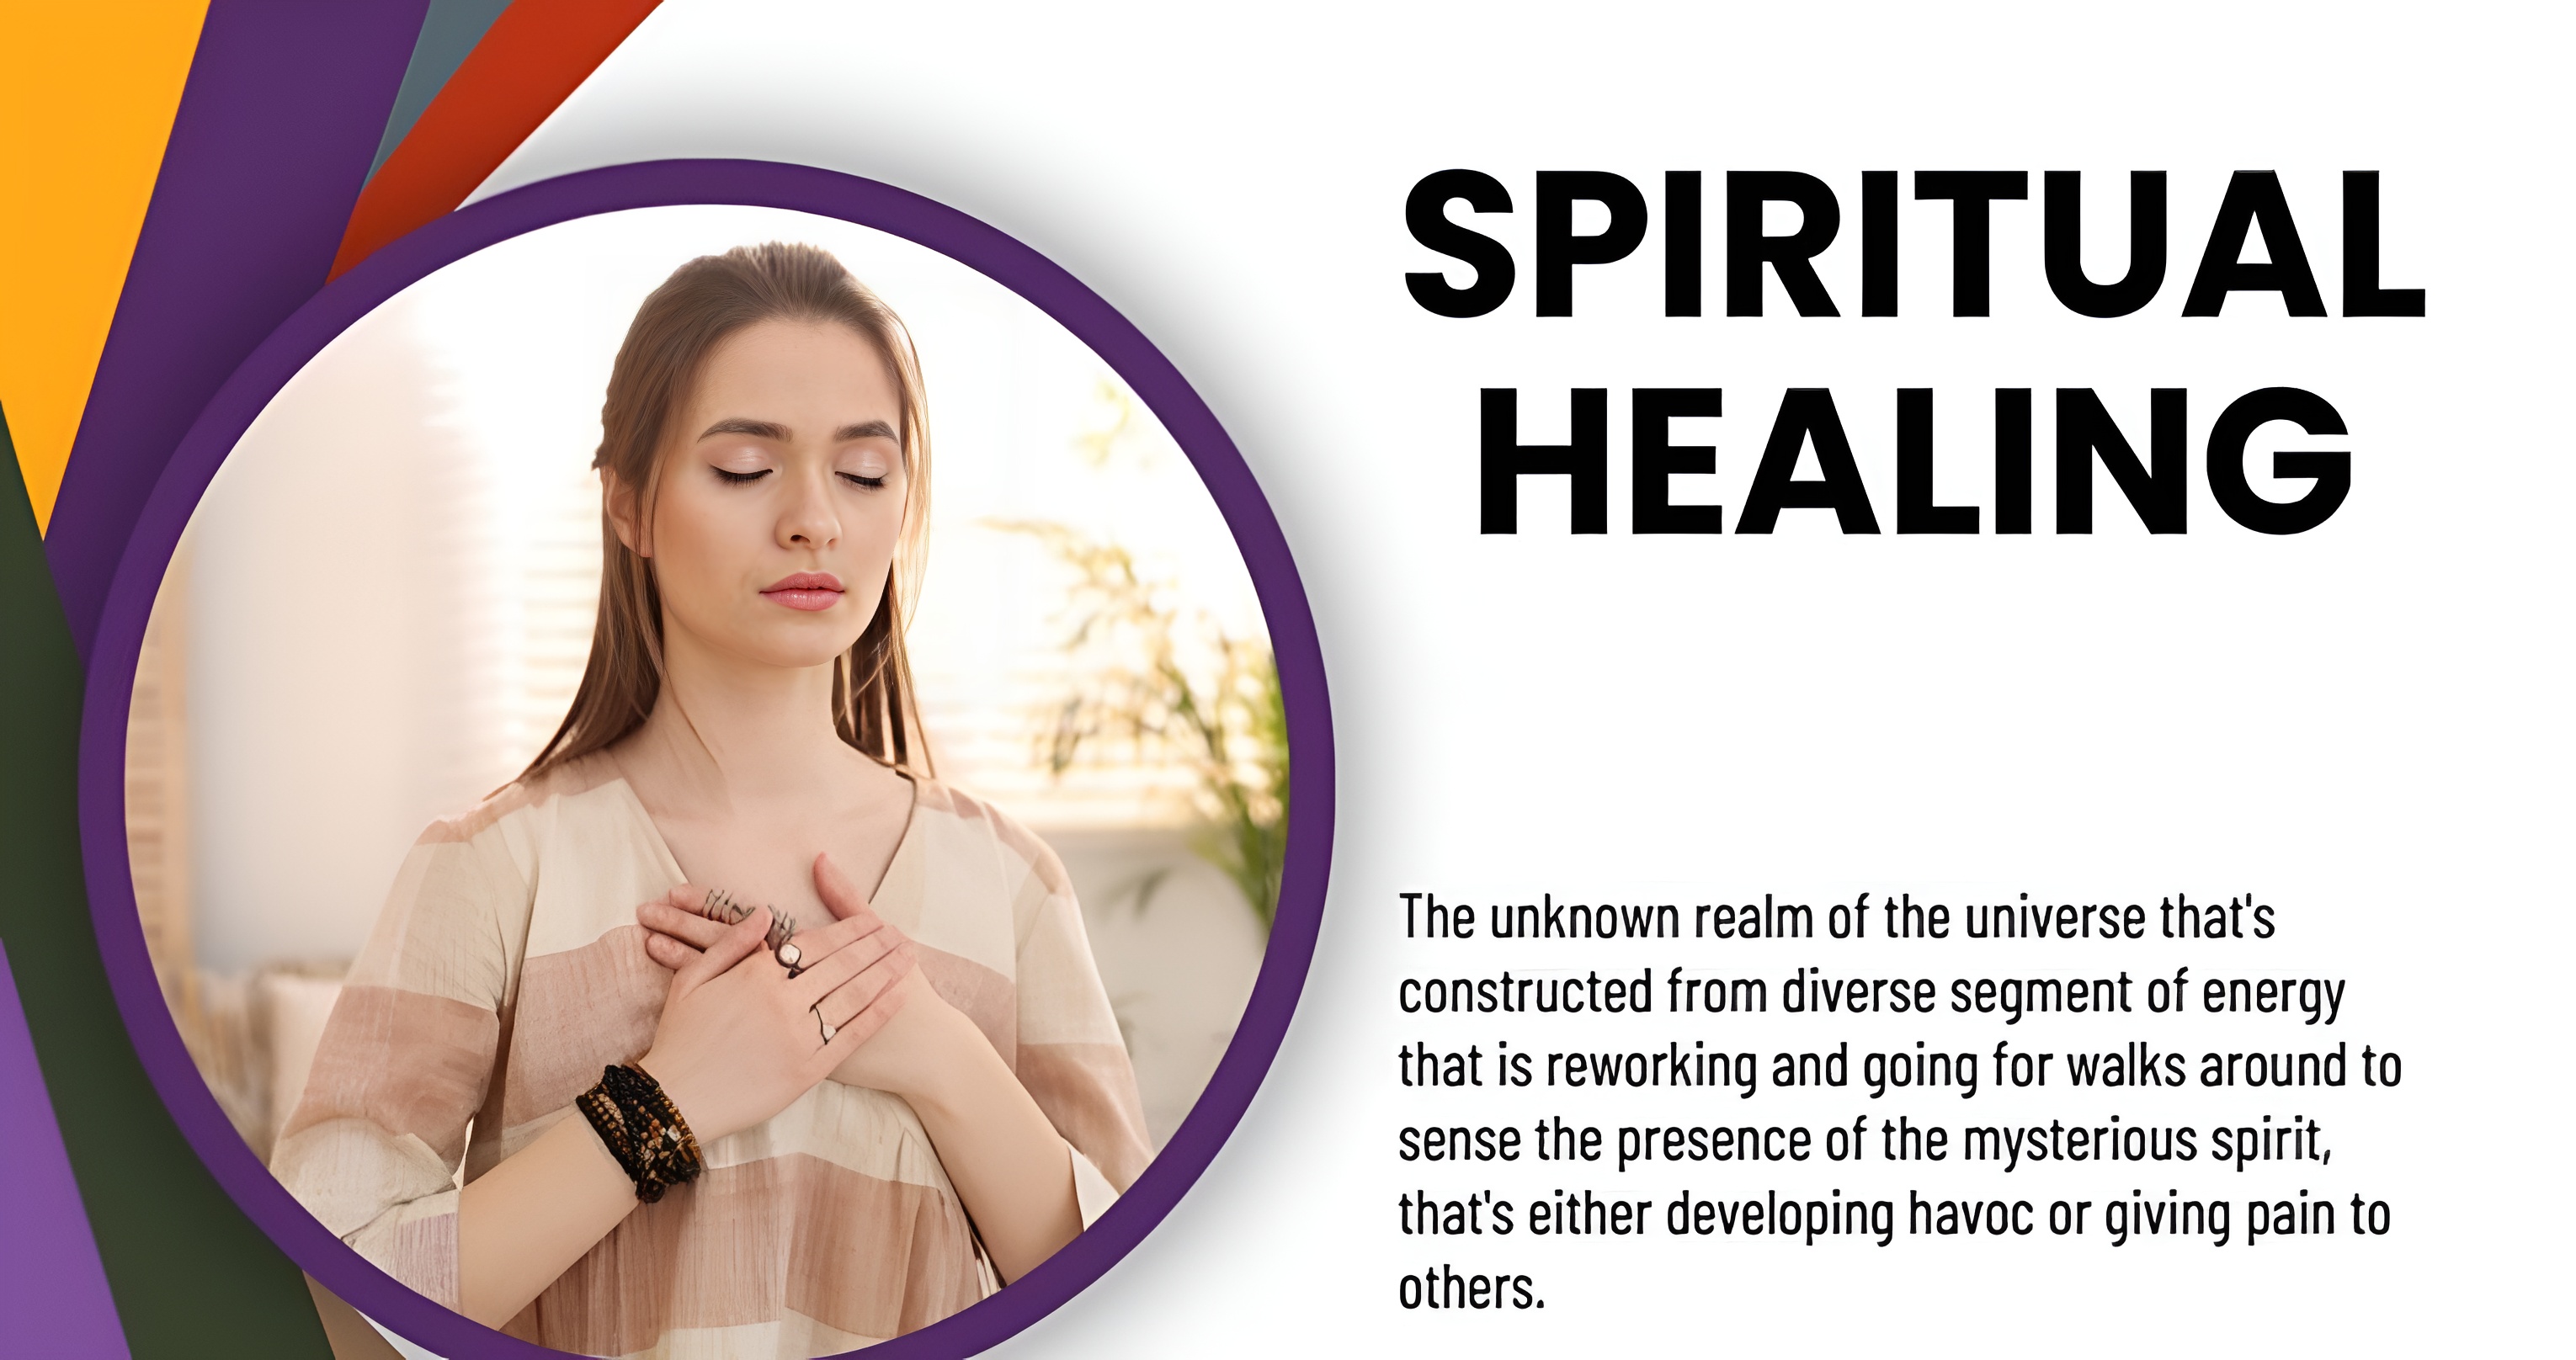 SPIRITUAL
HEALING
The unknown realm of the universe that's
constructed from diverse segment of energy
that is reworking and going for walks around to
sense the presence of the mysterious spirit,
that's either developing havoc or giving pain to
others.